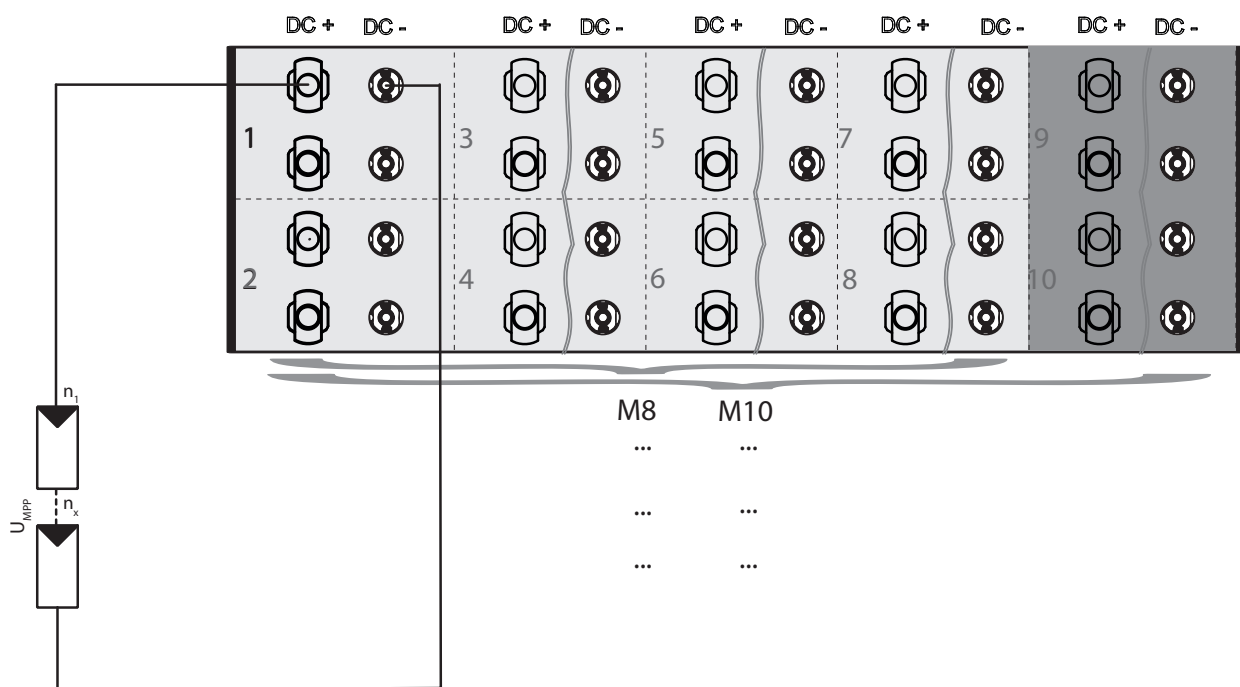 DC + DC - DC + DC - DC + DC - DC + DC - DC + DC -
1 3 5 7 9
2 4 6 8 10
M8 M10
... ...
... ...
... ...
n1
UMPP
nx